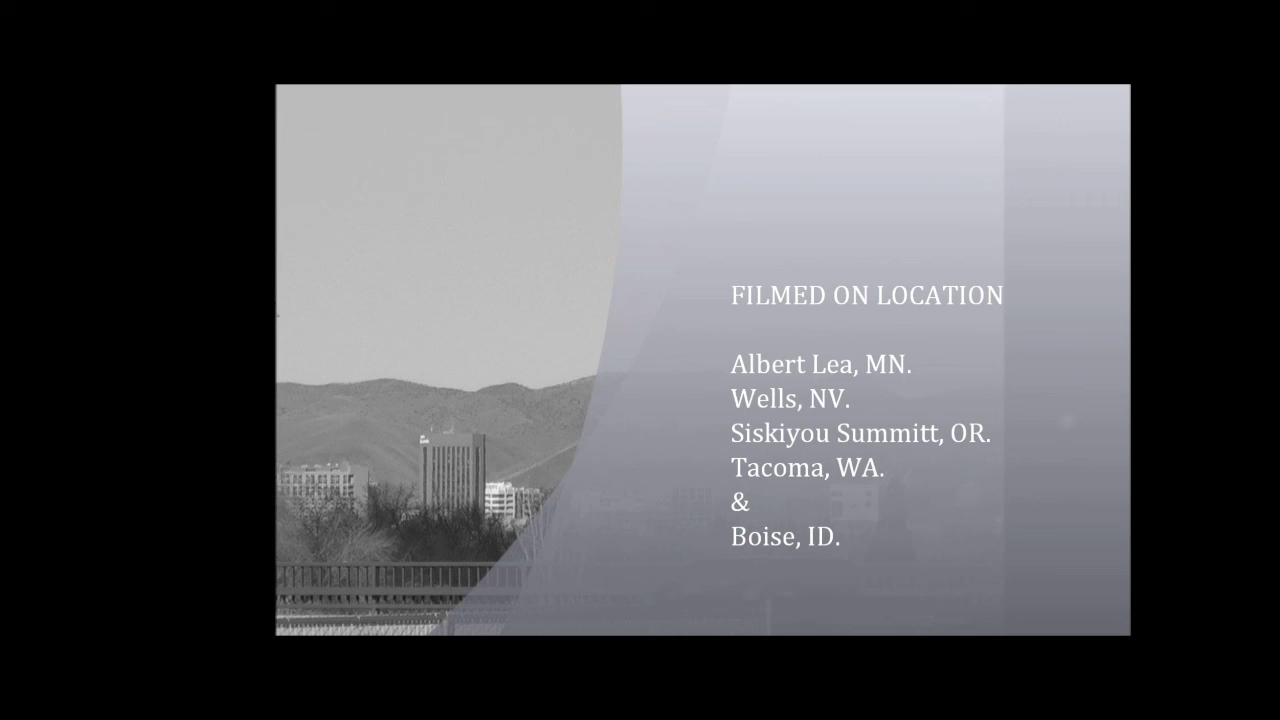 FILMED ON LOCATION
Albert Lea, MN.
Wells, NV.
Siskiyou Summitt, OR.
Tacoma, WA.
&
Boise, ID.